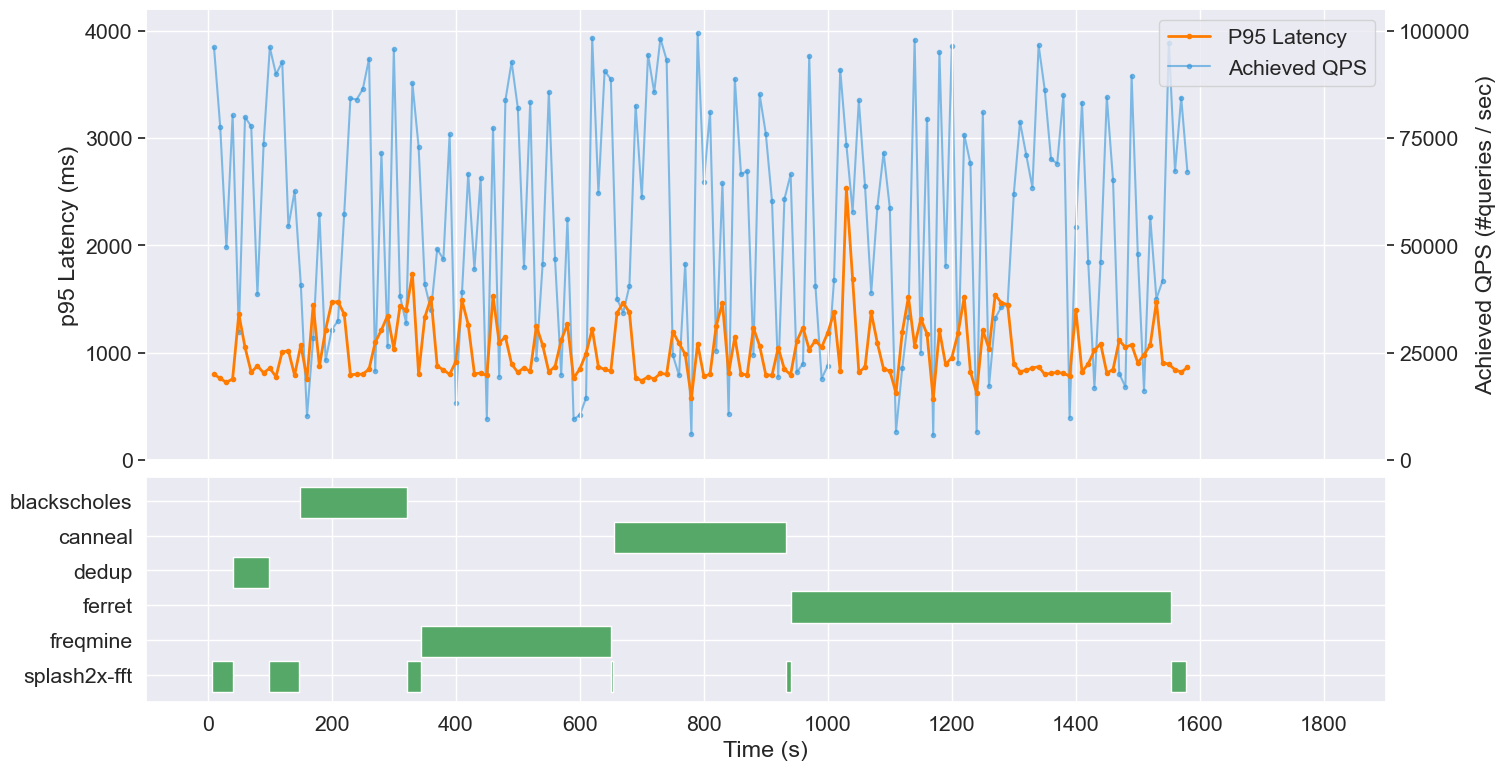 4000
3000
2000
1000
0
p95 Latency (ms)
P95 Latency
Achieved QPS
100000
75000
50000
25000
0
Achieved QPS (#queries / sec)
blackscholes
canneal
dedup
ferret
freqmine
splash2x-fft
0 200 400 600 800 1000 1200 1400 1600 1800
Time (s)